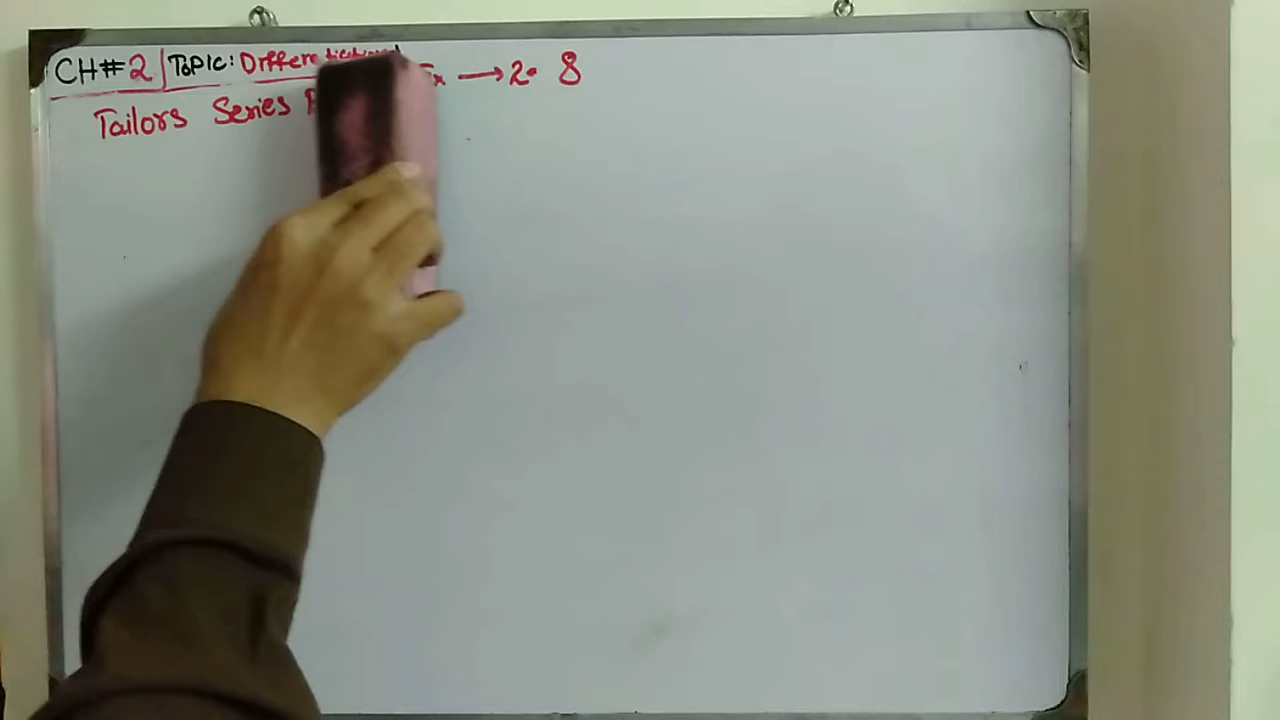 CH#2 | Topic: Differentiation Ex → 2. 8
Tailors Series